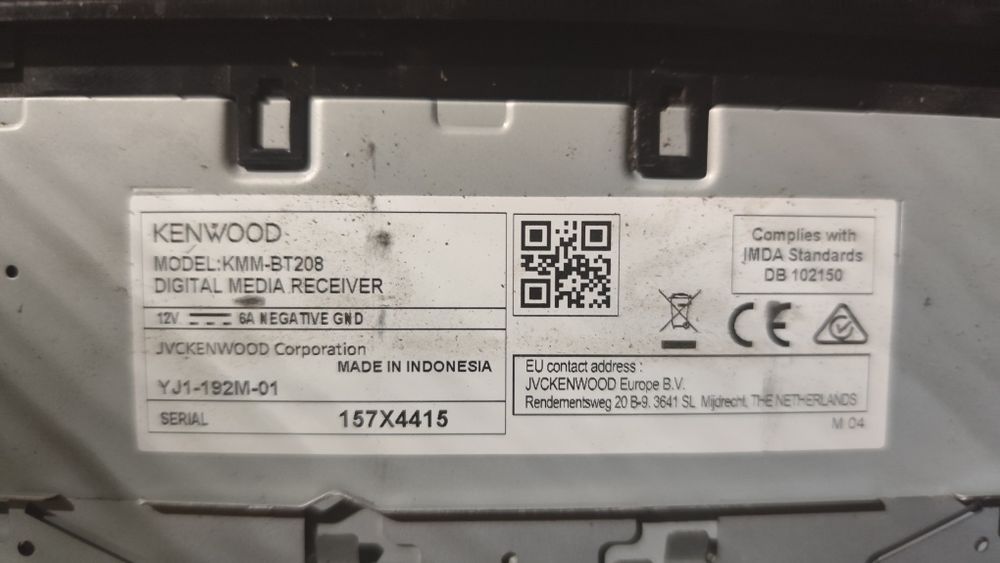 KENWOOD
MODEL:KMM-BT208
DIGITAL MEDIA RECEIVER
12V 6A NEGATIVE GND
JVCKENWOOD Corporation
MADE IN INDONESIA
YJ1-192M-01
SERIAL 157X4415
Complies with
IMDA Standards
DB 102150
CE
EU contact address :
JVCKENWOOD Europe B.V.
Rendementsweg 20 B-9, 3641 SL Mijdrecht, THE NETHERLANDS
M 04